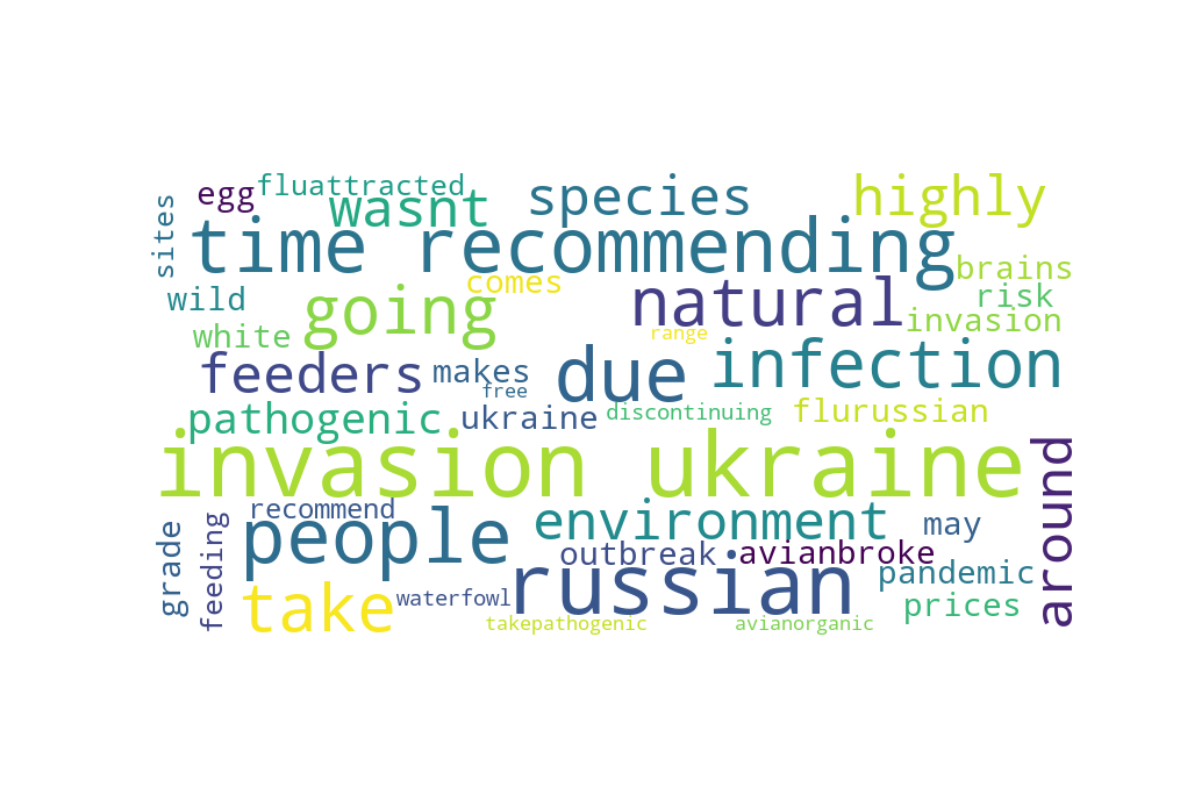 egg fluattracted wasnt species highly
sites
time recommending
brains
comes
wild going natural risk
white range invasion
feeders makes due infection
free
pathogenic ukraine discontinuing flurussian
invasion ukraine
around
recommend
grade feeding people environment may
outbreak avianbroke
pandemic
take waterfowl russian prices
takepathogenic avianorganic